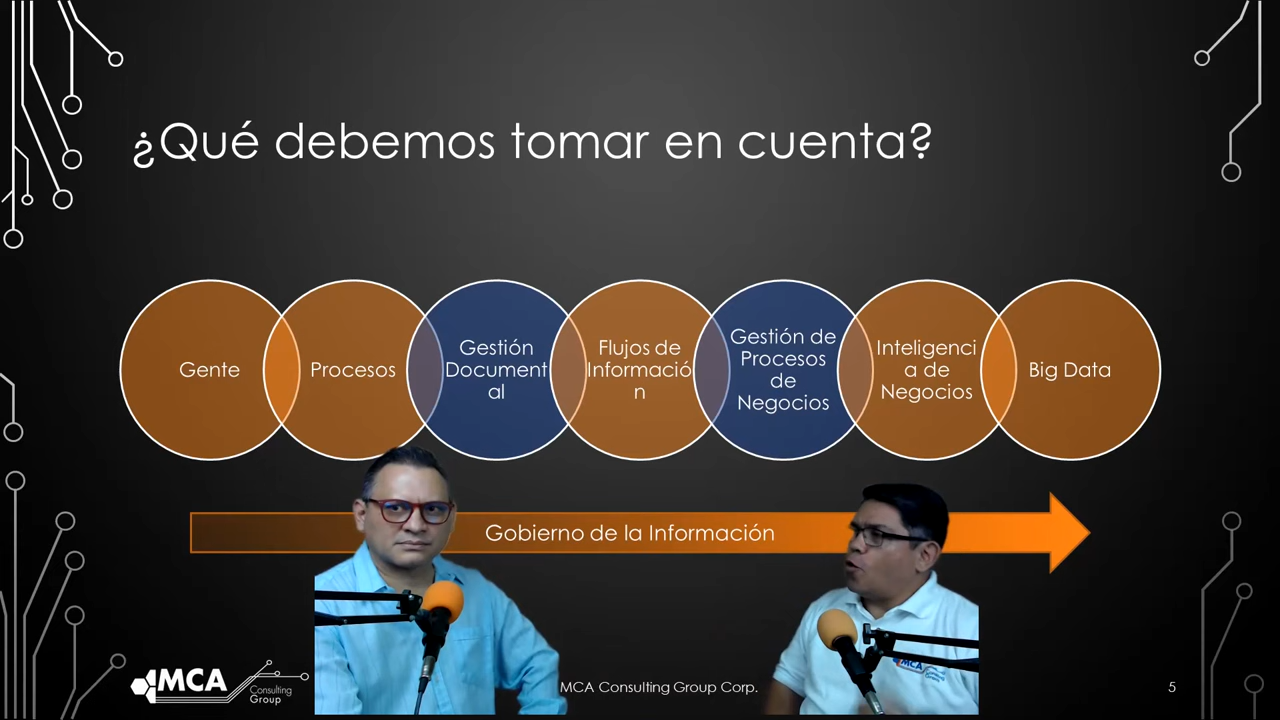 ¿Qué debemos tomar en cuenta?
Gente
Procesos
Gestión
Document
al
Flujos de
Informació
n
Gestión de
Procesos
de
Negocios
Inteligenci
a de
Negocios
Big Data
Gobierno de la Información
MCA
Consulting
Group
MCA Consulting Group Corp.
MCA
5